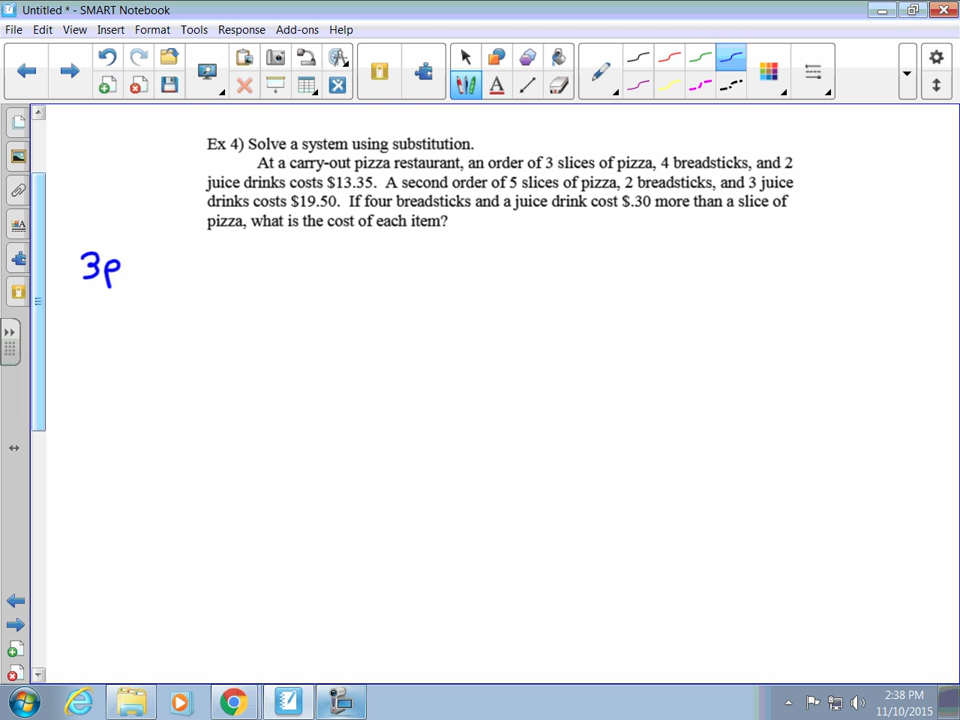 Untitled * - SMART Notebook
File Edit View Insert Format Tools Response Add-ons Help
Ex 4) Solve a system using substitution.
At a carry-out pizza restaurant, an order of 3 slices of pizza, 4 breadsticks, and 2
juice drinks costs $13.35. A second order of 5 slices of pizza, 2 breadsticks, and 3 juice
drinks costs $19.50. If four breadsticks and a juice drink cost $.30 more than a slice of
pizza, what is the cost of each item?
3p
2:38 PM
11/10/2015